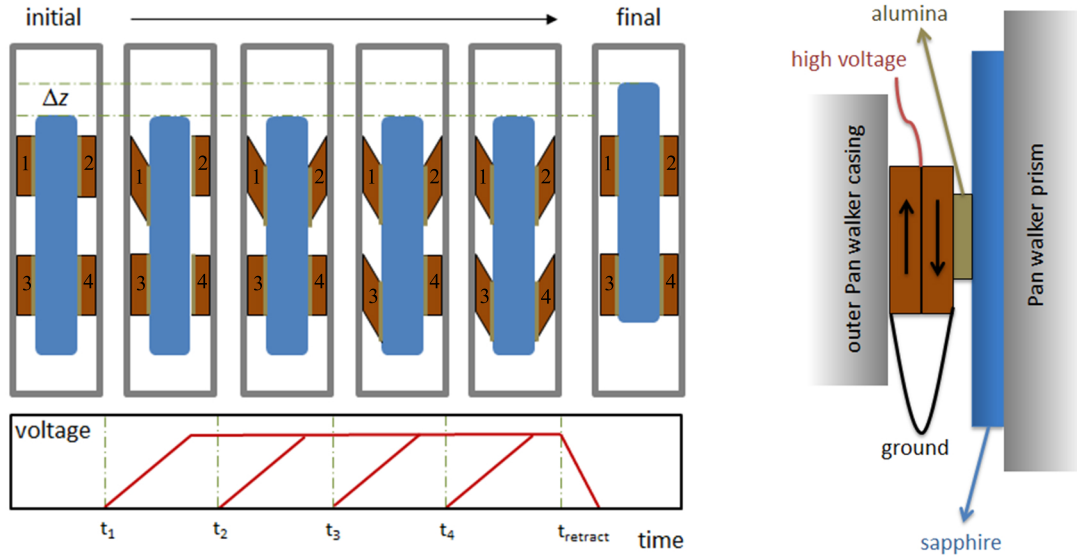 initial
final
Δz
1
2
3
4
1
2
3
4
1
2
3
4
1
2
3
4
1
2
3
4
1
2
3
4
voltage
t1
t2
t3
t4
tretract
time
alumina
high voltage
outer Pan walker casing
Pan walker prism
ground
sapphire